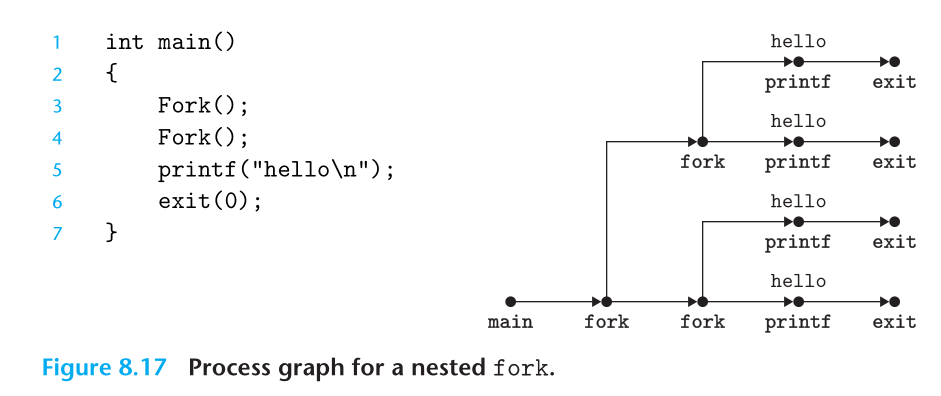 1 int main()
2 {
3 Fork();
4 Fork();
5 printf("hello\n");
6 exit(0);
7 }
hello
printf exit
hello
fork printf exit
hello
printf exit
hello
main fork fork printf exit
Figure 8.17 Process graph for a nested fork.